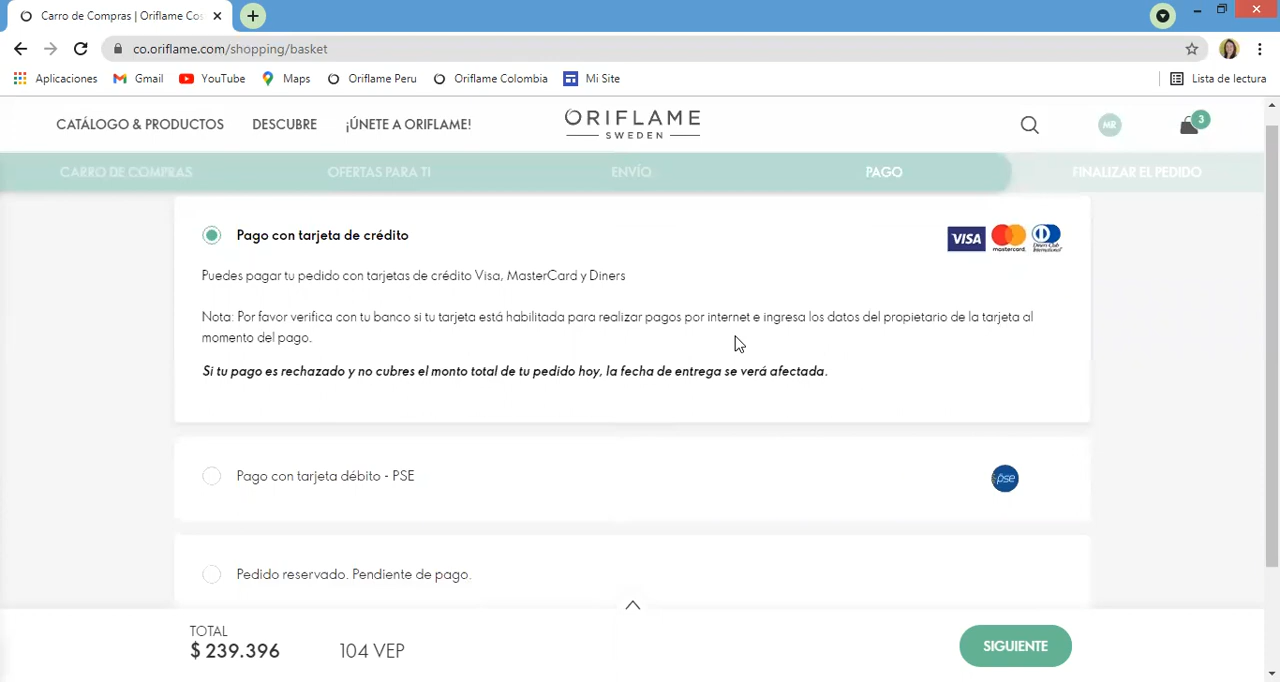 Carro de Compras | Oriflame Cos
co.oriflame.com/shopping/basket
Aplicaciones Gmail YouTube Maps Oriflame Peru Oriflame Colombia Mi Site Lista de lectura
CATÁLOGO & PRODUCTOS DESCUBRE ¡ÚNETE A ORIFLAME! ORIFLAME MR 3
SWEDEN
CARRO DE COMPRAS OFERTAS PARA TI ENVÍO PAGO FINALIZAR EL PEDIDO
Pago con tarjeta de crédito VISA mastercard Diners Club International
Puedes pagar tu pedido con tarjetas de crédito Visa, MasterCard y Diners
Nota: Por favor verifica con tu banco si tu tarjeta está habilitada para realizar pagos por internet e ingresa los datos del propietario de la tarjeta al
momento del pago.
Si tu pago es rechazado y no cubres el monto total de tu pedido hoy, la fecha de entrega se verá afectada.
Pago con tarjeta débito - PSE pse
Pedido reservado. Pendiente de pago.
TOTAL
$ 239.396 104 VEP SIGUIENTE